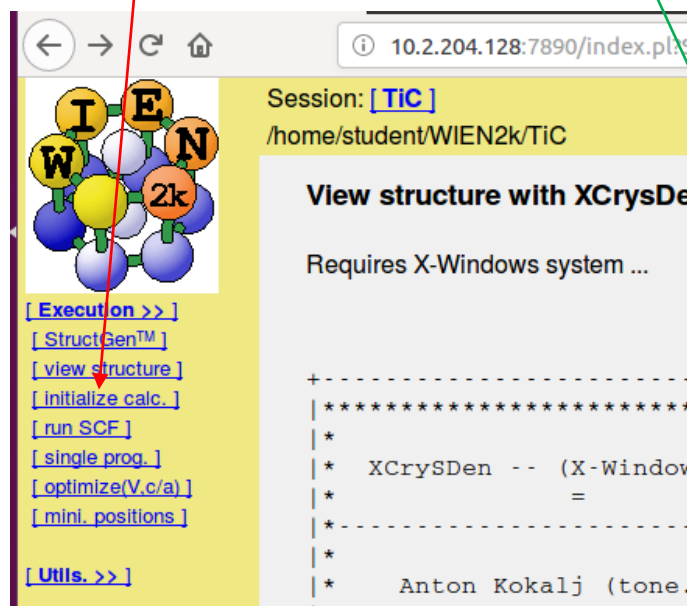 10.2.204.128:7890/index.pl?
W I E N 2k
Session: [ TiC ]
/home/student/WIEN2k/TiC
View structure with XCrysDe
Requires X-Windows system ...
[ Execution >> ]
[ StructGen™ ]
[ view structure ]
[ initialize calc. ]
[ run SCF ]
[ single prog. ]
[ optimize(V,c/a) ]
[ mini. positions ]
[ Utils. >> ]
+------------------------
|************************
|*
|* XCrySDen -- (X-Window
|* =
|*-----------------------
|*
|* Anton Kokalj (tone.